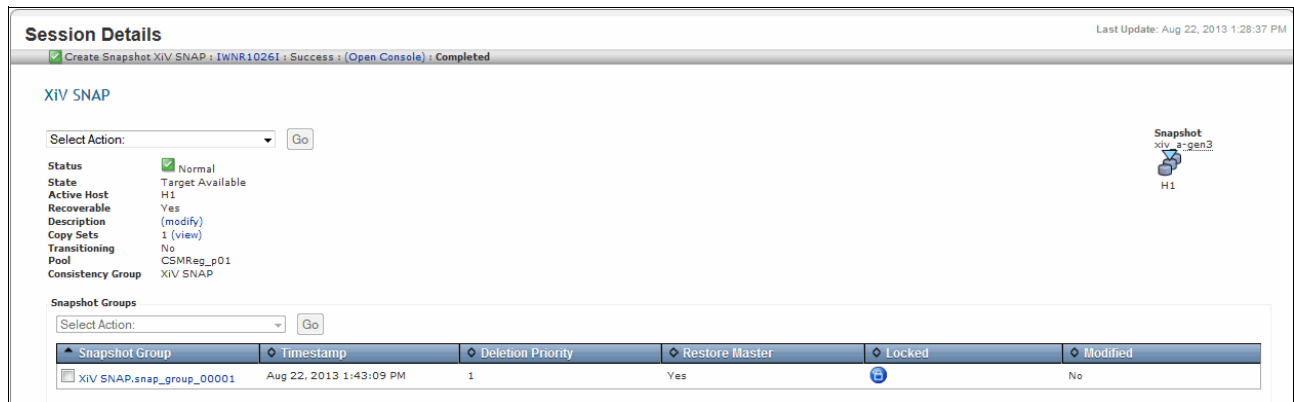 Session Details
Last Update: Aug 22, 2013 1:28:37 PM
Create Snapshot XiV SNAP : IWNR1026I : Success : (Open Console) : Completed
XiV SNAP
Select Action:
Go
Snapshot
xiv_a-gen3
H1
Status Normal
State Target Available
Active Host H1
Recoverable Yes
Description (modify)
Copy Sets 1 (view)
Transitioning No
Pool CSMReg_p01
Consistency Group XiV SNAP
Snapshot Groups
Select Action:
Go
Snapshot Group Timestamp Deletion Priority Restore Master Locked Modified
XiV SNAP.snap_group_00001 Aug 22, 2013 1:43:09 PM 1 Yes No